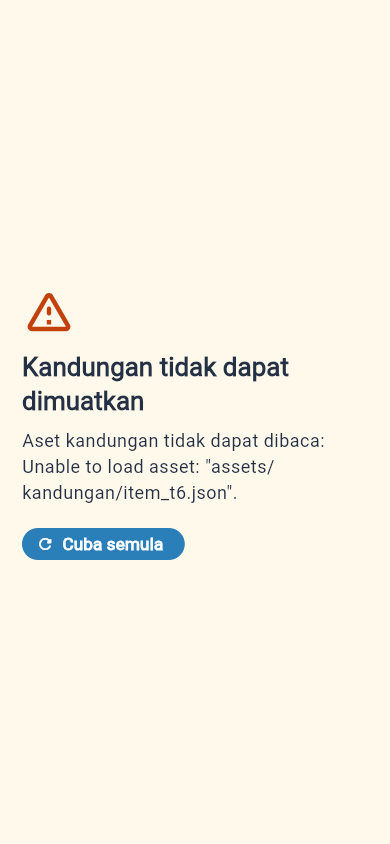 Kandungan tidak dapat
dimuatkan
Aset kandungan tidak dapat dibaca:
Unable to load asset: "assets/
kandungan/item_t6.json".
Cuba semula